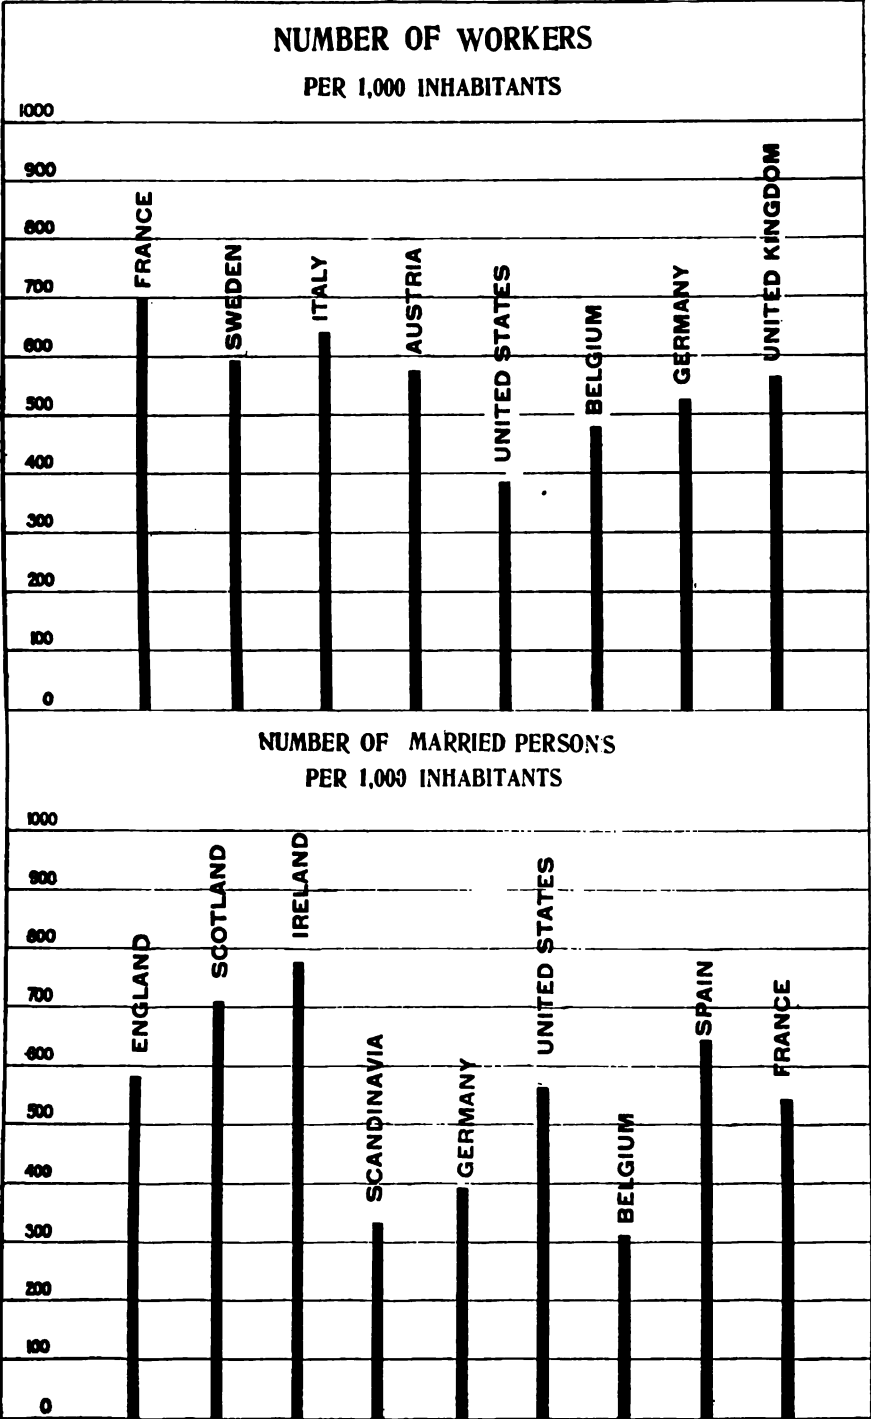 NUMBER OF WORKERS
PER 1,000 INHABITANTS
1000
900
800
700
600
500
400
300
200
100
0
FRANCE
SWEDEN
ITALY
AUSTRIA
UNITED STATES
BELGIUM
GERMANY
UNITED KINGDOM
NUMBER OF MARRIED PERSONS
PER 1,000 INHABITANTS
1000
900
800
700
600
500
400
300
200
100
0
ENGLAND
SCOTLAND
IRELAND
SCANDINAVIA
GERMANY
UNITED STATES
BELGIUM
SPAIN
FRANCE